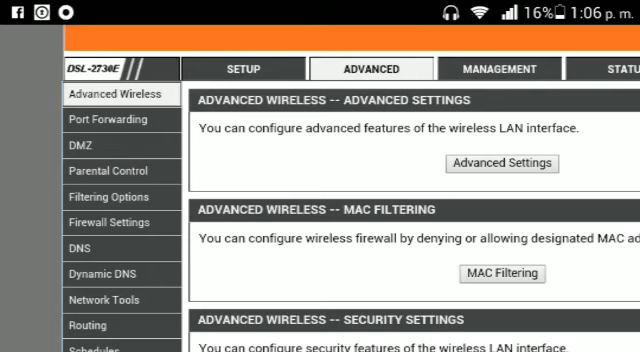 16% 1:06 p. m.
DSL-2730E
SETUP
ADVANCED
MANAGEMENT
STATU
Advanced Wireless
Port Forwarding
DMZ
Parental Control
Filtering Options
Firewall Settings
DNS
Dynamic DNS
Network Tools
Routing
Schedules
ADVANCED WIRELESS -- ADVANCED SETTINGS
You can configure advanced features of the wireless LAN interface.
Advanced Settings
ADVANCED WIRELESS -- MAC FILTERING
You can configure wireless firewall by denying or allowing designated MAC ad
MAC Filtering
ADVANCED WIRELESS -- SECURITY SETTINGS
You can configure security features of the wireless LAN interface.